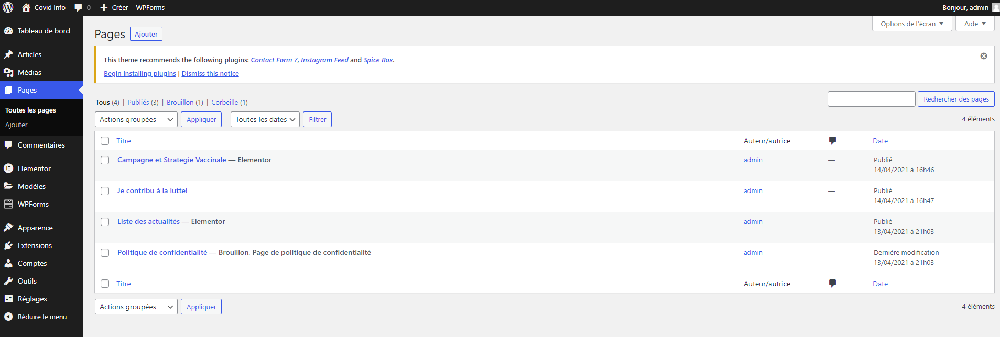 Covid Info 0 Créer WPForms Bonjour, admin
Tableau de bord
Articles
Médias
Pages
Toutes les pages
Ajouter
Commentaires
Elementor
Modèles
WPForms
Apparence
Extensions
Comptes
Outils
Réglages
Réduire le menu
Options de l'écran Aide
Pages Ajouter
This theme recommends the following plugins: Contact Form 7, Instagram Feed and Spice Box.
Begin installing plugins | Dismiss this notice
Tous (4) | Publiés (3) | Brouillon (1) | Corbeille (1)
Rechercher des pages
Actions groupées Appliquer Toutes les dates Filtrer 4 éléments
Titre Auteur/autrice Date
Campagne et Strategie Vaccinale — Elementor admin — Publié
14/04/2021 à 16h46
Je contribu à la lutte! admin — Publié
14/04/2021 à 16h47
Liste des actualités — Elementor admin — Publié
13/04/2021 à 21h03
Politique de confidentialité — Brouillon, Page de politique de confidentialité admin — Dernière modification
13/04/2021 à 21h03
Titre Auteur/autrice Date
Actions groupées Appliquer 4 éléments